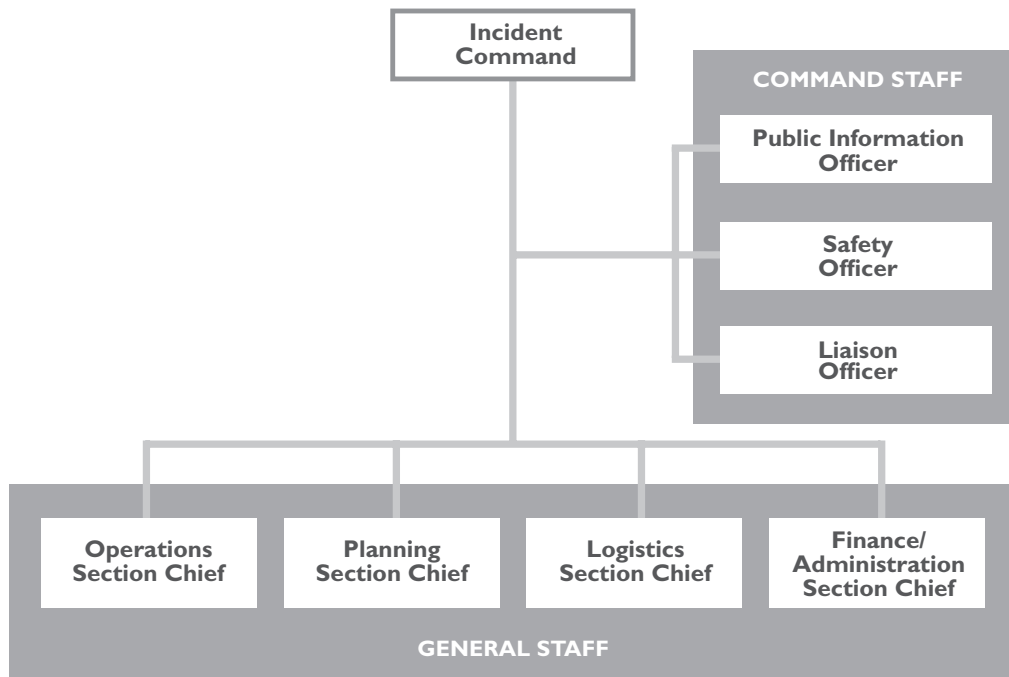 Incident
Command
COMMAND STAFF
Public Information
Officer
Safety
Officer
Liaison
Officer
Operations
Section Chief
Planning
Section Chief
Logistics
Section Chief
Finance/
Administration
Section Chief
GENERAL STAFF